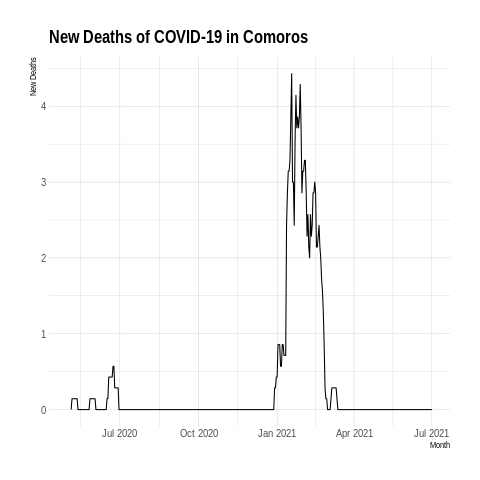 New Deaths of COVID-19 in Comoros
New Deaths
4
3
2
1
0
Jul 2020 Oct 2020 Jan 2021 Apr 2021 Jul 2021
Month